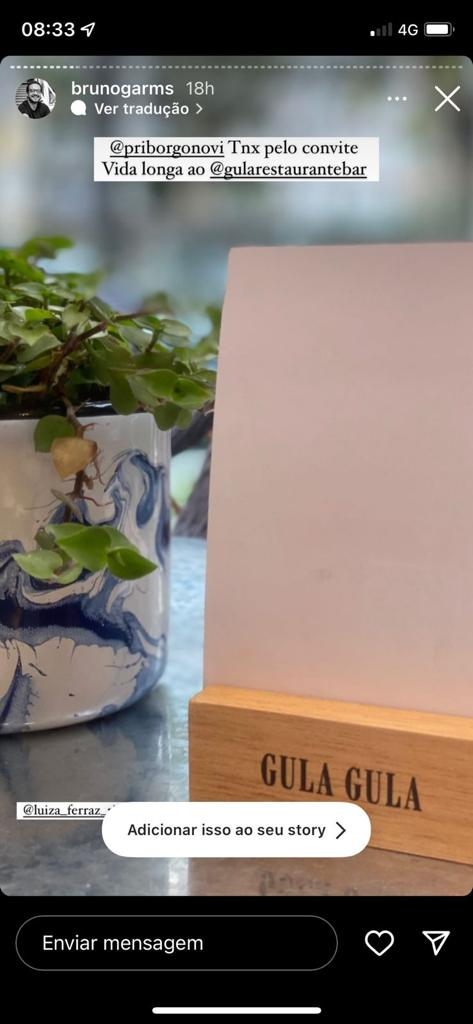 08:33
4G
brunogarms 18h
Ver tradução
@priborgonovi Tnx pelo convite
Vida longa ao @gularestaurantebar
GULA GULA
@luiza_ferraz_
Adicionar isso ao seu story
Enviar mensagem